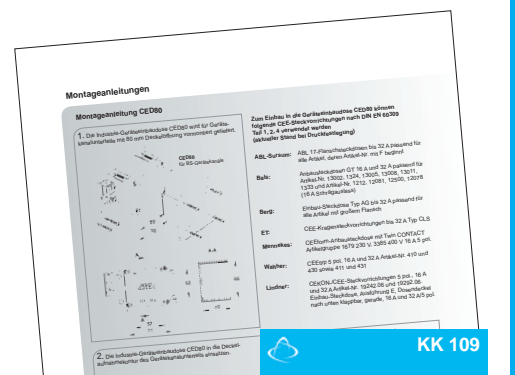 Montageanleitungen
Montageanleitung CED80
1. Die Industrie-Geräteeinbaudose CED80 wird für Geräte-
kanalunterteile mit 80 mm Deckelöffnung vormontiert geliefert.
CED80
für BS-Gerätekanäle
A-A
Zum Einbau in die Geräteeinbaudose CED80 können
folgende CEE-Steckvorrichtungen nach DIN EN 60309
Teil 1, 2, 4 verwendet werden
(aktueller Stand bei Drucklegung)
ABL-Sursum: ABL 17-Flanschsteckdosen bis 32 A passend für
alle Artikel, deren Artikel-Nr. mit F beginnt
Bals: Anbausteckdosen GT 16 A und 32 A passend für
Artikel-Nr. 13002, 1324, 13005, 13008, 13011,
1333 und Artikel-Nr. 1212, 12081, 12500, 12078
(16 A Schrägauslass)
Berg: Einbau-Steckdose Typ AG bis 32 A passend für
alle Artikel mit großem Flansch
ET: CEE-Kragensteckvorrichtungen bis 32 A Typ CLS
Mennekes: CEEform-Anbausteckdose mit Twin CONTACT
Artikelgruppe 1679 230 V, 3385 400 V 16 A 5 pol.
Walther: CEEtyp 5 pol. 16 A und 32 A Artikel-Nr. 410 und
430 sowie 411 und 431
Lindner: CEKON-/CEE-Steckvorrichtungen 5 pol., 16 A
und 32 A Artikel-Nr. 19242.06 und 19292.06
Einbau-Steckdose, Ausführung E, Dosendeckel
nach unten klappbar, gerade, 16 A und 32 A/5 pol.
2. Die Industrie-Geräteeinbaudose CED80 in die Deckel-
aufnahmekontur des Gerätekanalunterteils einsetzen.
KK 109